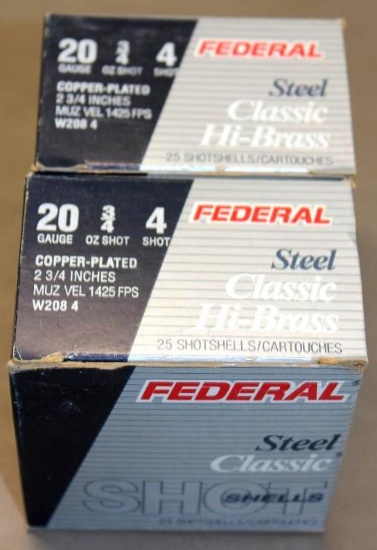 20 3/4 4 FEDERAL
GAUGE OZ SHOT SHOT
COPPER-PLATED
2 3/4 INCHES
MUZ VEL 1425 FPS
W208 4
Steel
Classic
Hi-Brass
25 SHOTSHELLS/CARTOUCHES
20 3/4 4 FEDERAL®
GAUGE OZ SHOT SHOT
COPPER-PLATED
2 3/4 INCHES
MUZ VEL 1425 FPS
W208 4
Steel
Classic
Hi-Brass
25 SHOTSHELLS/CARTOUCHES
FEDERAL®
Steel
Classic
SHOT
SHELLS
25 SHOTSHELLS/CARTOUCHES